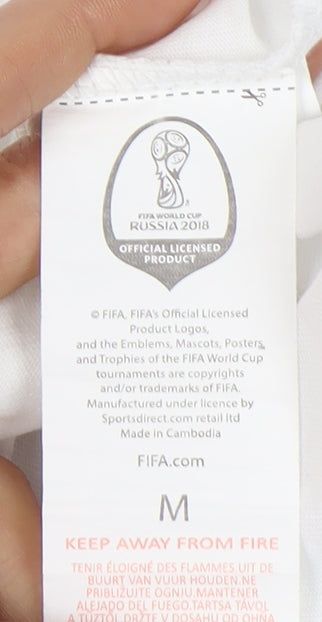 FIFA WORLD CUP
RUSSIA 2018
OFFICIAL LICENSED
PRODUCT
© FIFA, FIFA's Official Licensed
Product Logos,
and the Emblems, Mascots, Posters,
and Trophies of the FIFA World Cup
tournaments are copyrights
and/or trademarks of FIFA.
Manufactured under licence by
Sportsdirect.com retail ltd
Made in Cambodia
FIFA.com
M
KEEP AWAY FROM FIRE
TENIR ÉLOIGNÉ DES FLAMMES UIT DE
BUURT VAN VUUR HOUDEN.NE
PRIBLIŽUJTE OGNJU.MANTENER
ALEJADO DEL FUEGO.TARTSA TÁVOL
A TŰZTŐL DRŽTE V DOSAHU OD OHNA